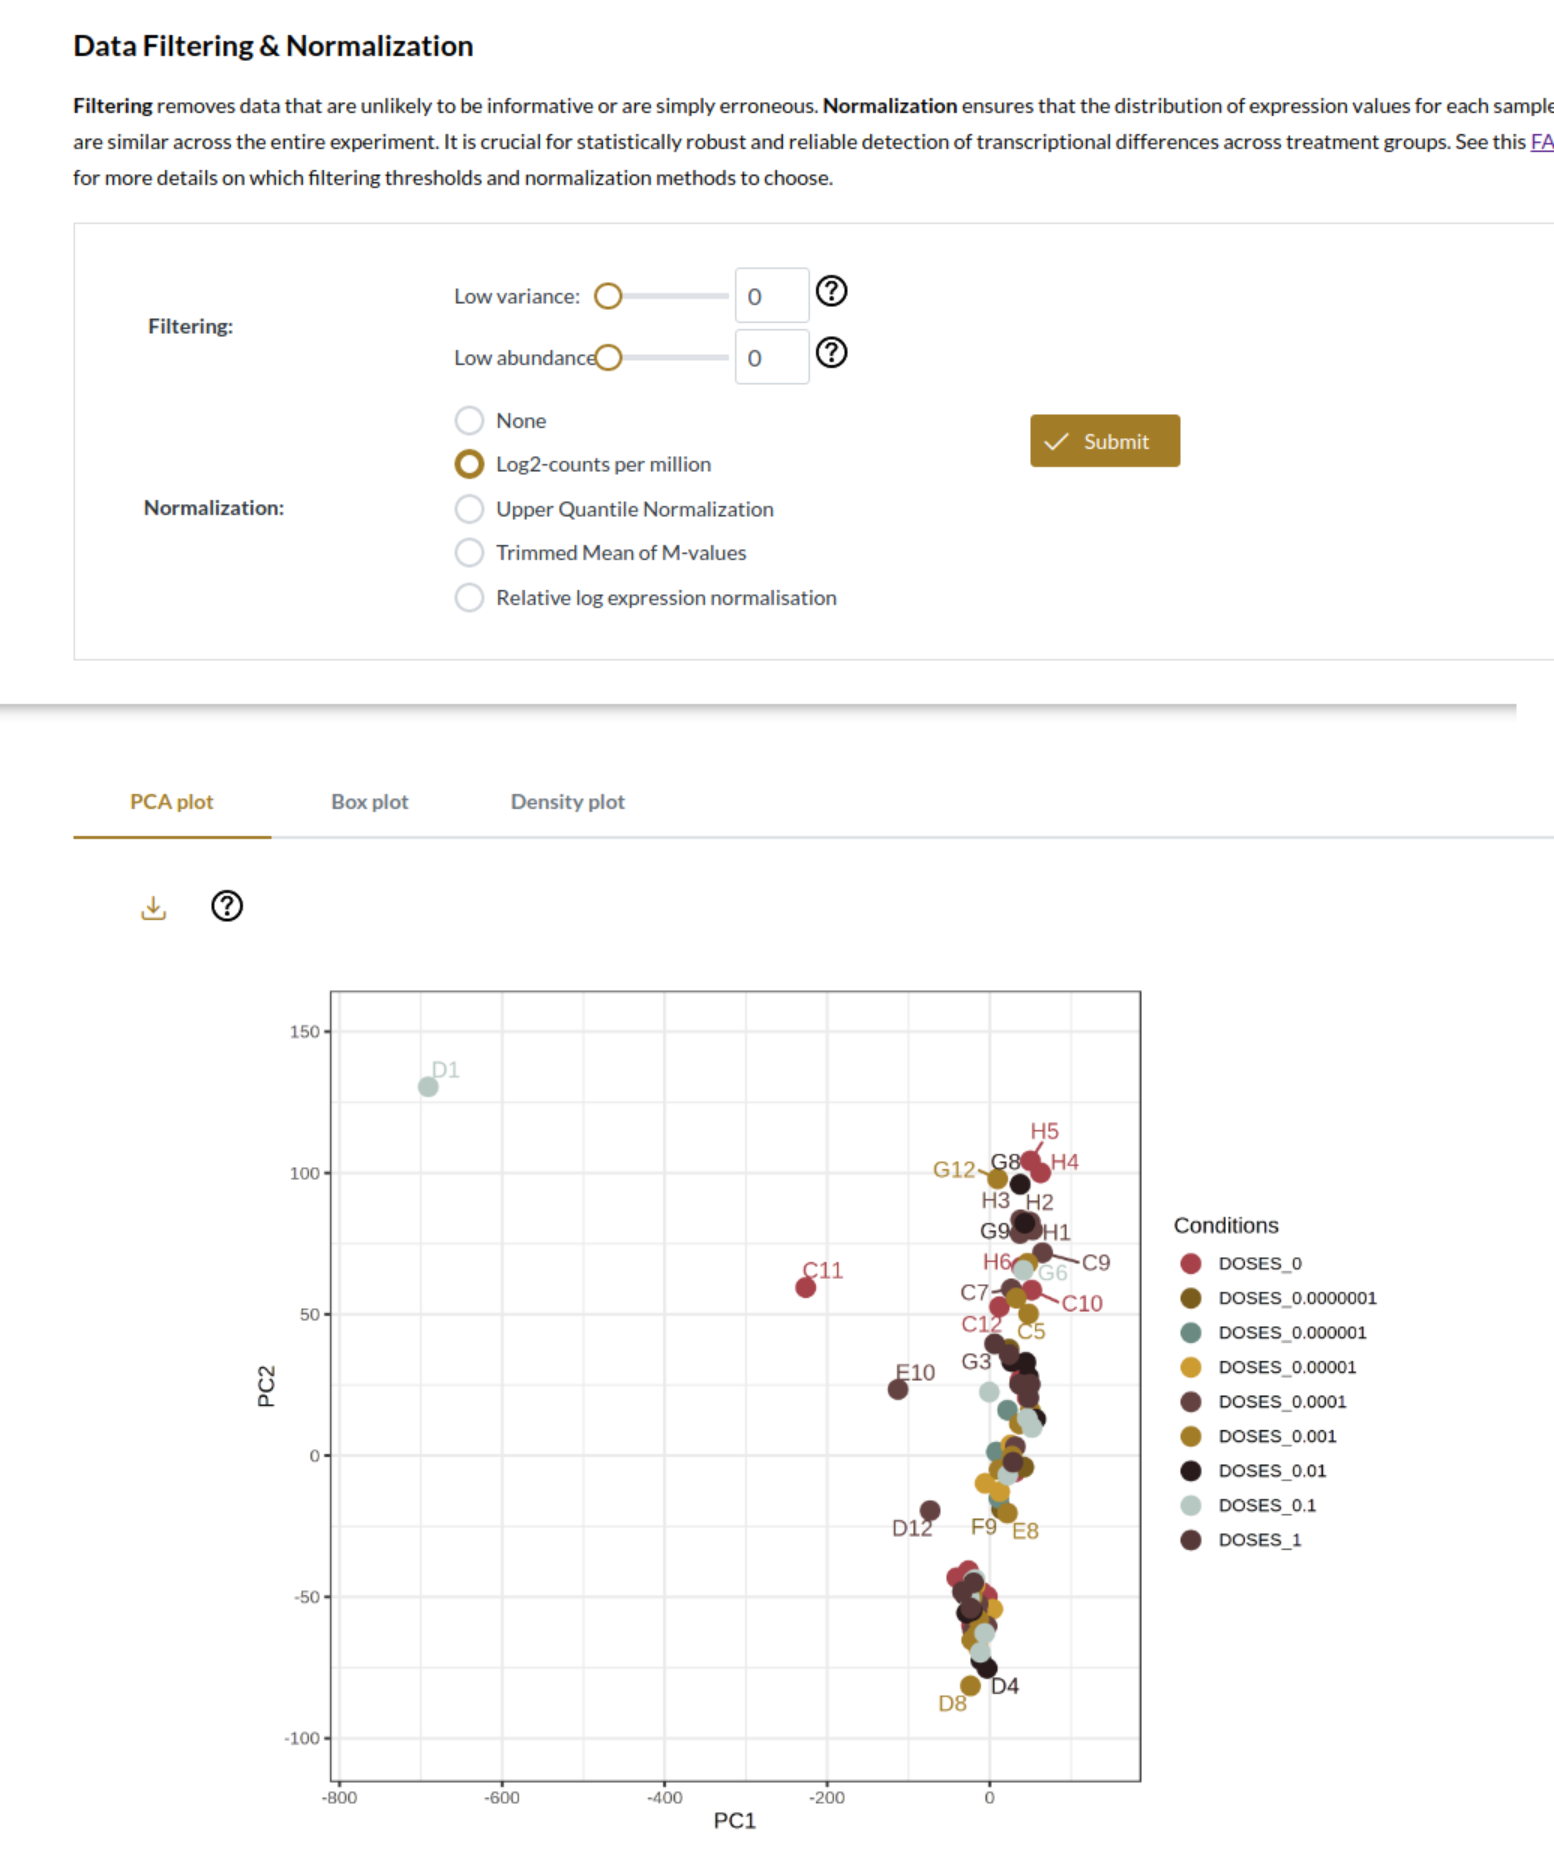 Data Filtering & Normalization
Filtering removes data that are unlikely to be informative or are simply erroneous. Normalization ensures that the distribution of expression values for each sample
are similar across the entire experiment. It is crucial for statistically robust and reliable detection of transcriptional differences across treatment groups. See this FA
for more details on which filtering thresholds and normalization methods to choose.
Filtering:
Low variance: 0 ?
Low abundance 0 ?
Normalization:
None
Log2-counts per million
Upper Quantile Normalization
Trimmed Mean of M-values
Relative log expression normalisation
Submit
PCA plot Box plot Density plot
?
PC2
150
100
50
0
-50
-100
D1
H5
G8 H4
G12
H3 H2
G9 H1
H6 C9
G6
C11
C7
C10
C12 C5
G3
E10
D12 F9 E8
D4
D8
-800 -600 -400 -200 0
PC1
Conditions
DOSES_0
DOSES_0.0000001
DOSES_0.000001
DOSES_0.00001
DOSES_0.0001
DOSES_0.001
DOSES_0.01
DOSES_0.1
DOSES_1